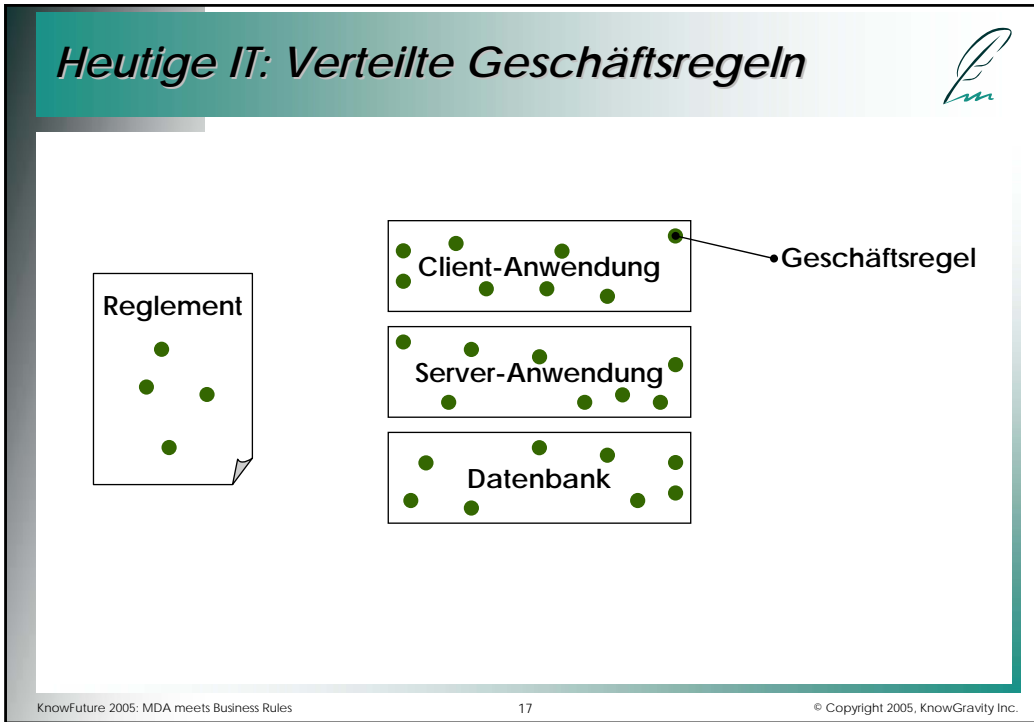 Heutige IT: Verteilte Geschäftsregeln
Reglement
Client-Anwendung
Geschäftsregel
Server-Anwendung
Datenbank
KnowFuture 2005: MDA meets Business Rules
17
© Copyright 2005, KnowGravity Inc.